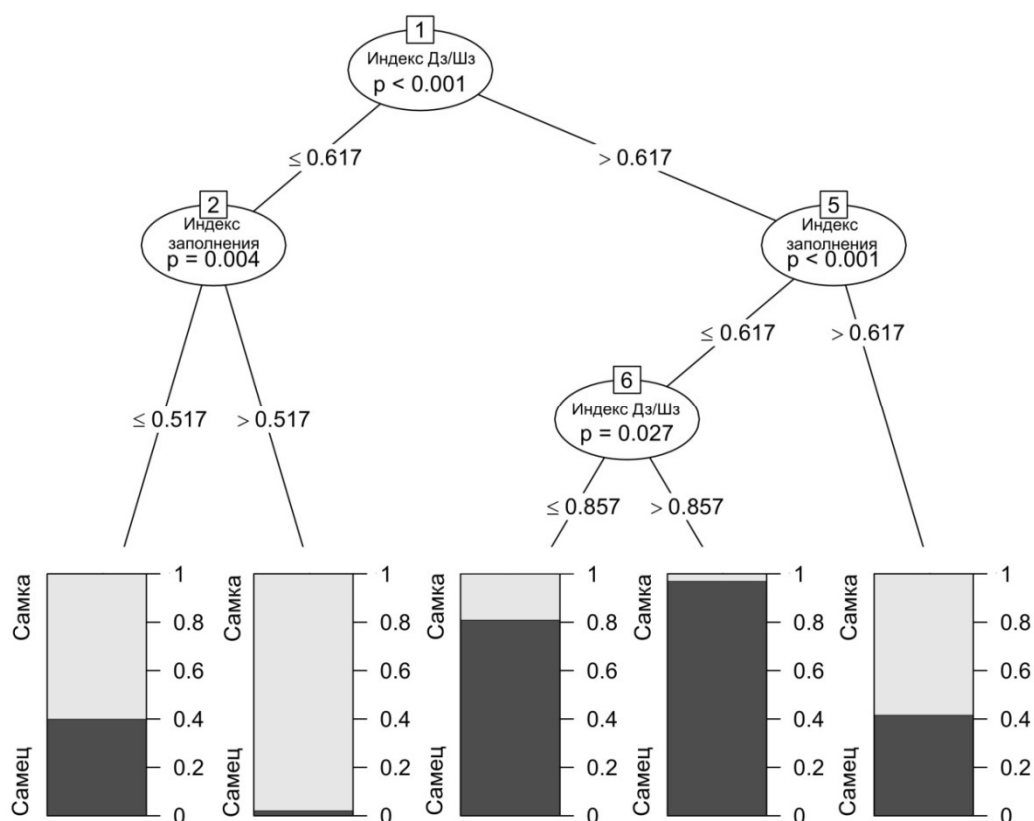 1
Индекс Дз/Шз
p < 0.001
≤ 0.617
> 0.617
2
Индекс
заполнения
p = 0.004
5
Индекс
заполнения
p < 0.001
≤ 0.617
> 0.617
6
Индекс Дз/Шз
p = 0.027
≤ 0.517
> 0.517
≤ 0.857
> 0.857
Самка
Самец
1
0.8
0.6
0.4
0.2
0
Самка
Самец
1
0.8
0.6
0.4
0.2
0
Самка
Самец
1
0.8
0.6
0.4
0.2
0
Самка
Самец
1
0.8
0.6
0.4
0.2
0
Самка
Самец
1
0.8
0.6
0.4
0.2
0